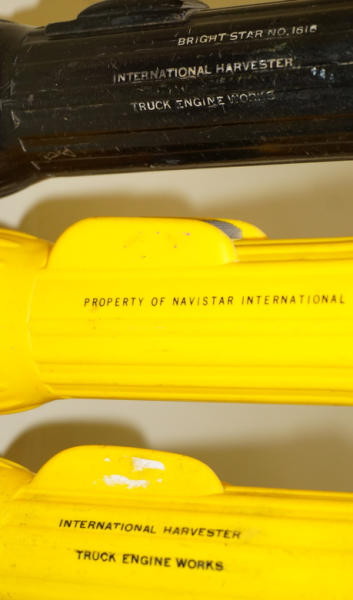 BRIGHT STAR NO. 1618
INTERNATIONAL HARVESTER
TRUCK ENGINE WORKS
PROPERTY OF NAVISTAR INTERNATIONAL
INTERNATIONAL HARVESTER
TRUCK ENGINE WORKS